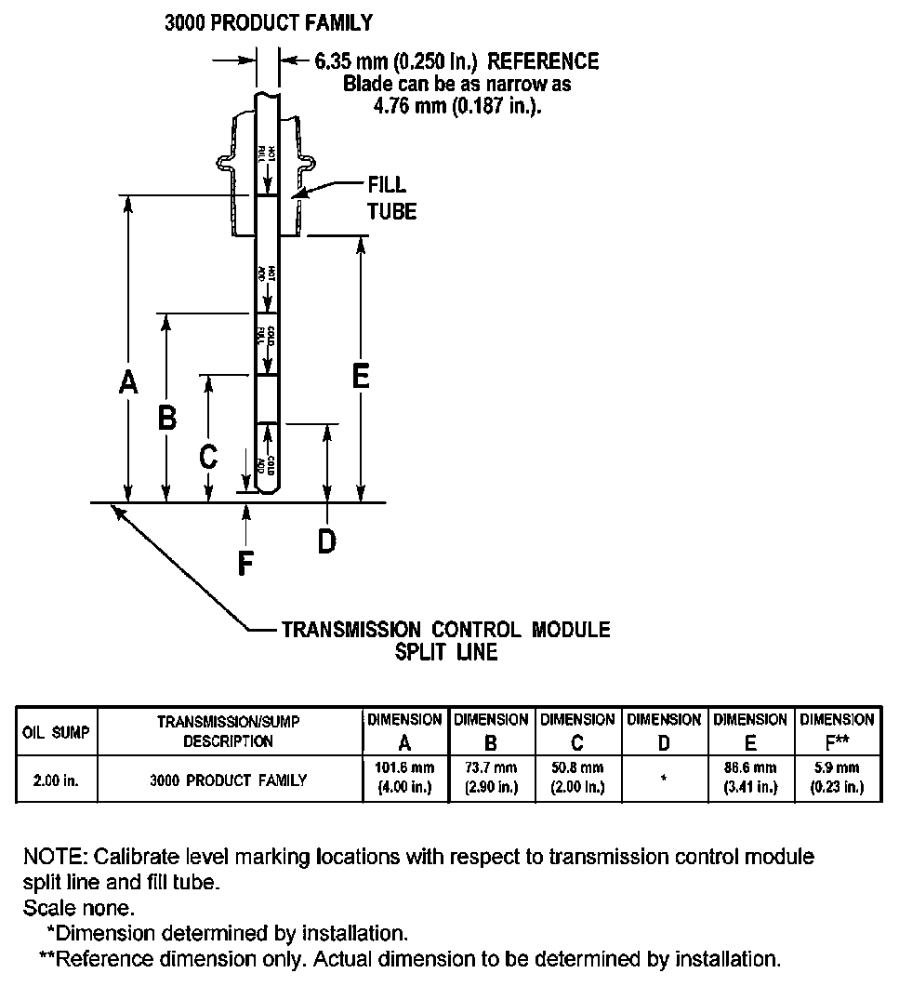 3000 PRODUCT FAMILY
6.35 mm (0.250 in.) REFERENCE
Blade can be as narrow as
4.76 mm (0.187 in.).
HOT
FULL
FILL
TUBE
HOT
ADD
COLD
FULL
A
E
B
C
COLD
ADD
D
F
TRANSMISSION CONTROL MODULE
SPLIT LINE
OIL SUMP
TRANSMISSION/SUMP
DESCRIPTION
DIMENSION
A
DIMENSION
B
DIMENSION
C
DIMENSION
D
DIMENSION
E
DIMENSION
F**
2.00 in.
3000 PRODUCT FAMILY
101.6 mm
(4.00 in.)
73.7 mm
(2.90 in.)
50.8 mm
(2.00 in.)
*
86.6 mm
(3.41 in.)
5.9 mm
(0.23 in.)
NOTE: Calibrate level marking locations with respect to transmission control module
split line and fill tube.
Scale none.
*Dimension determined by installation.
**Reference dimension only. Actual dimension to be determined by installation.